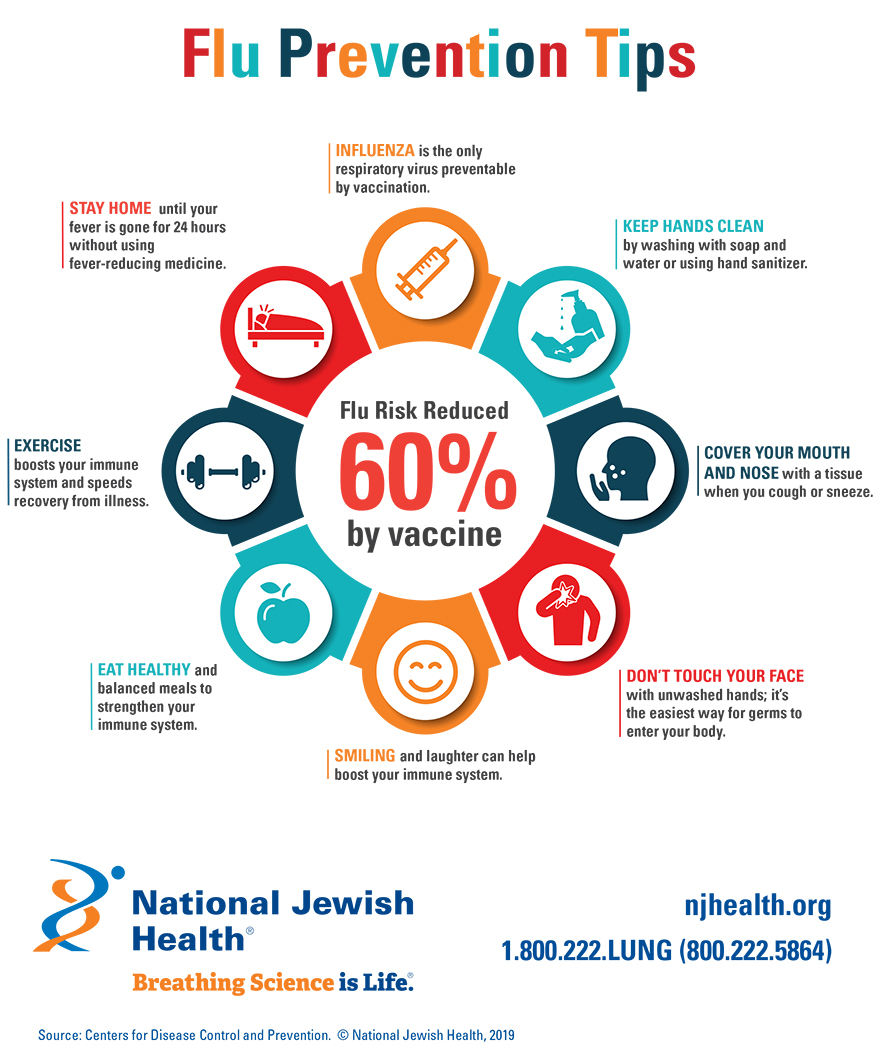 Flu Prevention Tips
INFLUENZA is the only
respiratory virus preventable
by vaccination.
KEEP HANDS CLEAN
by washing with soap and
water or using hand sanitizer.
COVER YOUR MOUTH
AND NOSE with a tissue
when you cough or sneeze.
DON'T TOUCH YOUR FACE
with unwashed hands; it's
the easiest way for germs to
enter your body.
SMILING and laughter can help
boost your immune system.
EAT HEALTHY and
balanced meals to
strengthen your
immune system.
EXERCISE
boosts your immune
system and speeds
recovery from illness.
STAY HOME until your
fever is gone for 24 hours
without using
fever-reducing medicine.
Flu Risk Reduced
60%
by vaccine
National Jewish
Health®
Breathing Science is Life.®
njhealth.org
1.800.222.LUNG (800.222.5864)
Source: Centers for Disease Control and Prevention. © National Jewish Health, 2019